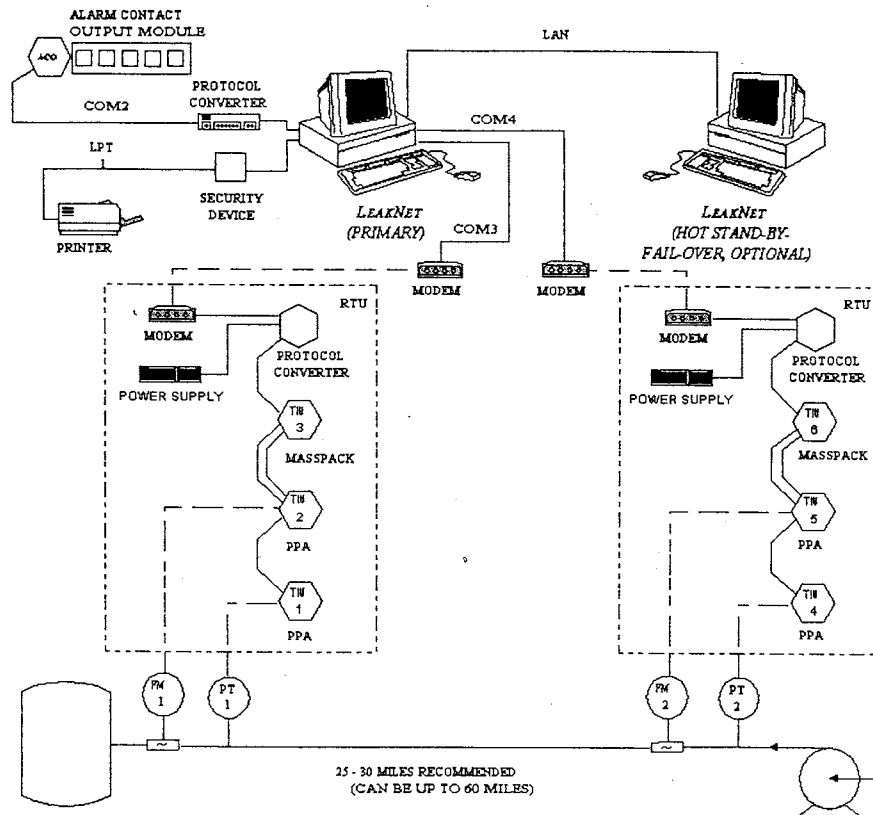 ALARM CONTACT
OUTPUT MODULE
ACO
LAN
PROTOCOL
CONVERTER
COM2
COM4
LPT
SECURITY
DEVICE
PRINTER
LEAKNET
(PRIMARY)
COM3
LEAKNET
(HOT STAND-BY-
FAIL-OVER, OPTIONAL)
MODEM
MODEM
RTU
MODEM
PROTOCOL
CONVERTER
POWER SUPPLY
TIU
3
MASSPACK
TIU
2
PPA
TIU
1
PPA
RTU
MODEM
PROTOCOL
CONVERTER
POWER SUPPLY
TIU
6
MASSPACK
TIU
5
PPA
TIU
4
PPA
FM
1
PT
1
FM
2
PT
2
25 - 30 MILES RECOMMENDED
(CAN BE UP TO 60 MILES)